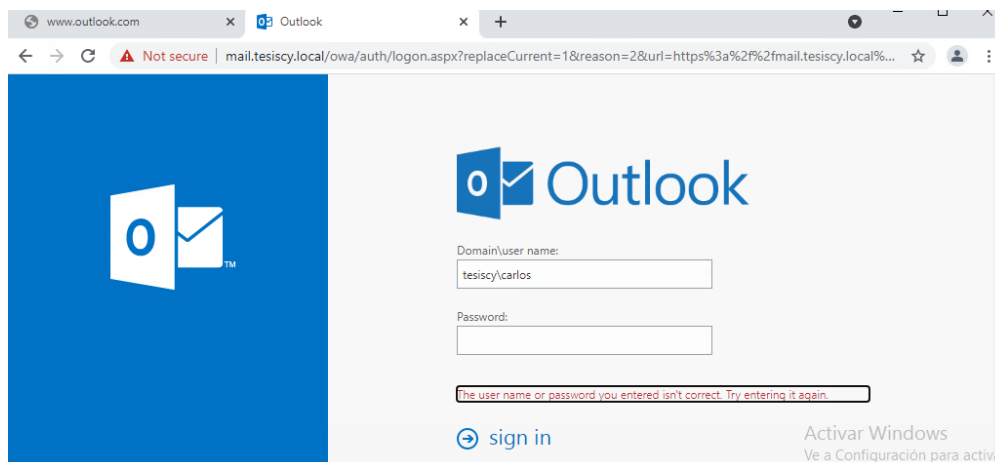 www.outlook.com
Outlook
Not secure
mail.tesiscy.local/owa/auth/logon.aspx?replaceCurrent=1&reason=2&url=https%3a%2f%2fmail.tesiscy.local%...
O
TM
O
Outlook
Domain\user name:
tesiscy\carlos
Password:
The user name or password you entered isn't correct. Try entering it again.
sign in
Activar Windows
Ve a Configuración para